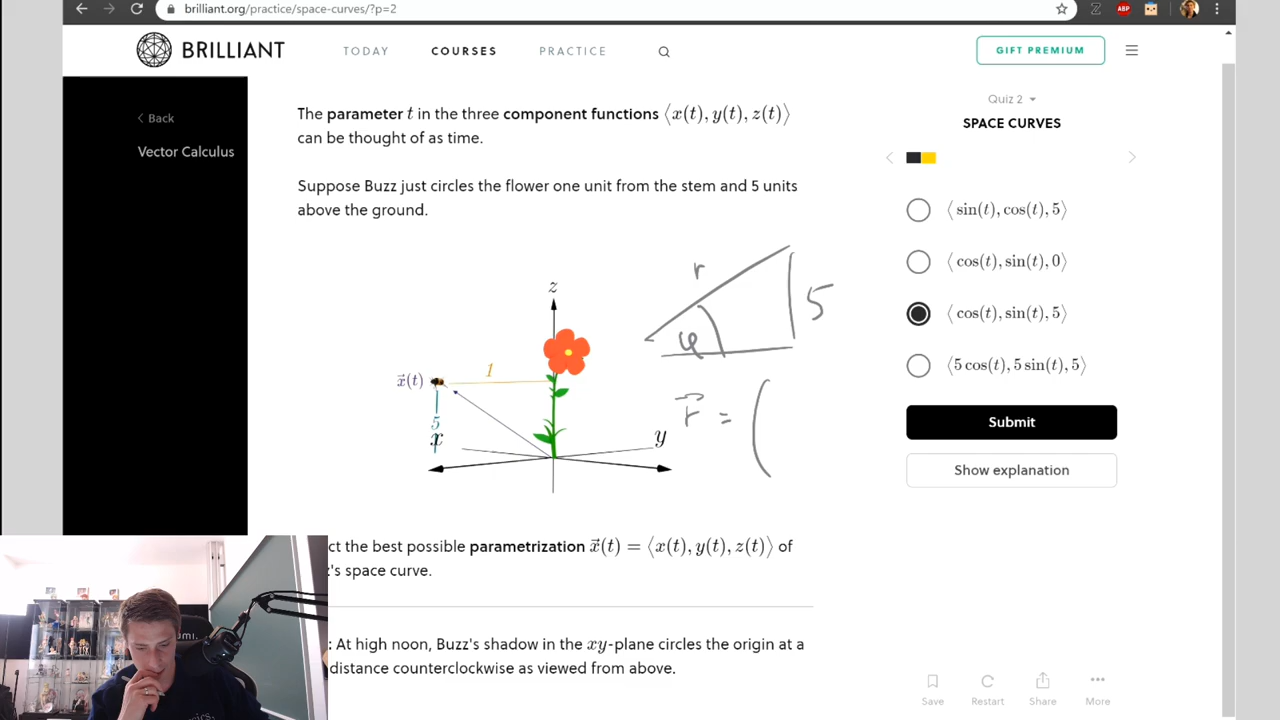 brilliant.org/practice/space-curves/?p=2
ABP
BRILLIANT
TODAY
COURSES
PRACTICE
GIFT PREMIUM
Back
Vector Calculus
The parameter t in the three component functions ⟨x(t), y(t), z(t)⟩
can be thought of as time.
Suppose Buzz just circles the flower one unit from the stem and 5 units
above the ground.
z
r
5
φ
1
x⃗(t)
5
x
y
r⃗ = (
ct the best possible parametrization x⃗(t) = ⟨x(t), y(t), z(t)⟩ of
z's space curve.
: At high noon, Buzz's shadow in the xy-plane circles the origin at a
distance counterclockwise as viewed from above.
Quiz 2
SPACE CURVES
⟨ sin(t), cos(t), 5⟩
⟨ cos(t), sin(t), 0⟩
⟨ cos(t), sin(t), 5⟩
⟨5 cos(t), 5 sin(t), 5⟩
Submit
Show explanation
Save
Restart
Share
More